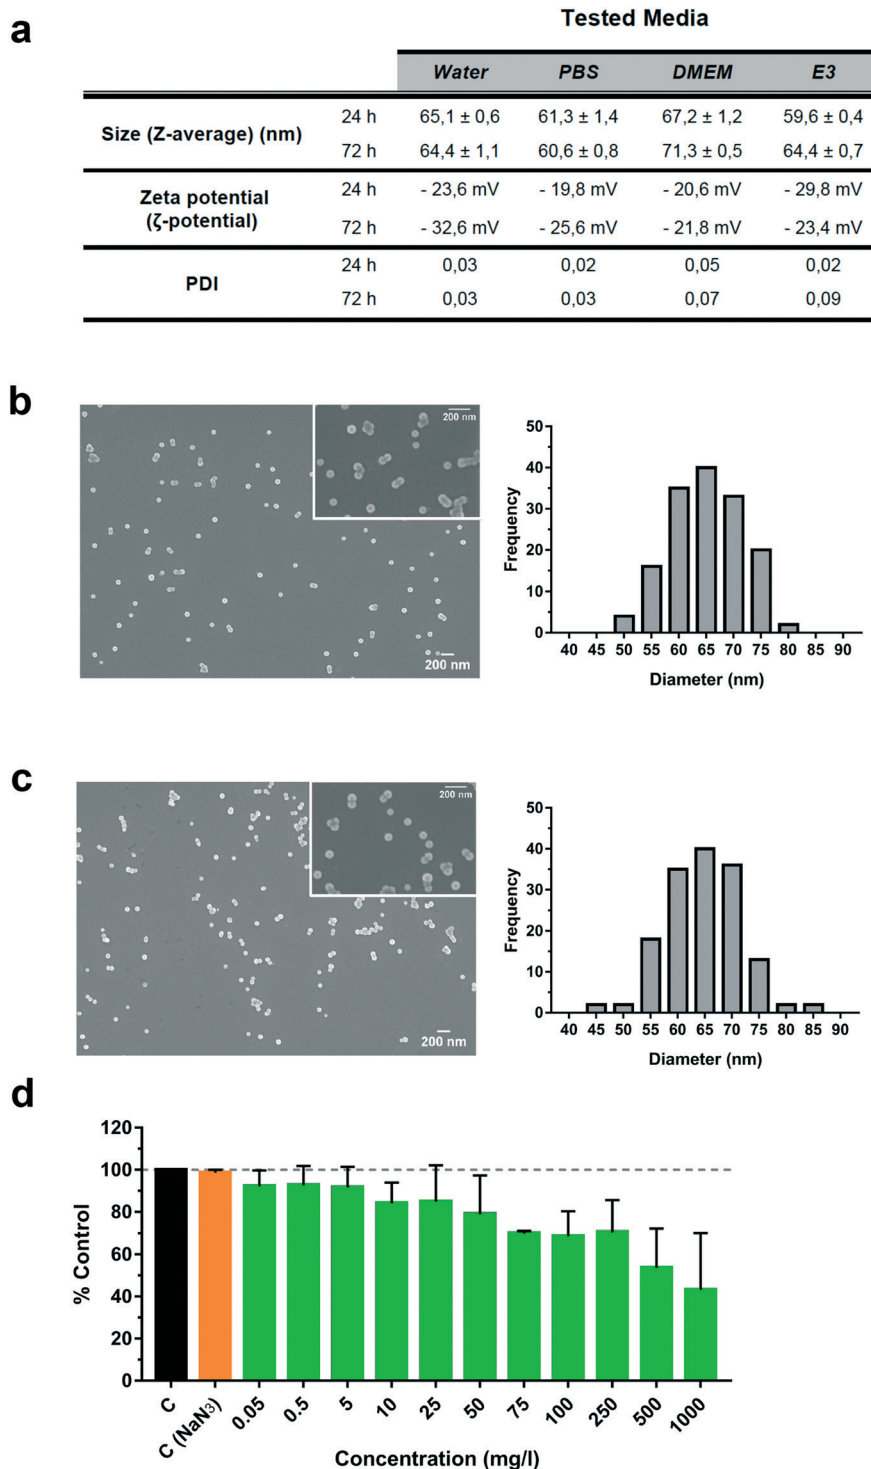 a
Tested Media
Water PBS DMEM E3
Size (Z-average) (nm)
24 h 65,1 ± 0,6 61,3 ± 1,4 67,2 ± 1,2 59,6 ± 0,4
72 h 64,4 ± 1,1 60,6 ± 0,8 71,3 ± 0,5 64,4 ± 0,7
Zeta potential
(ζ-potential)
24 h - 23,6 mV - 19,8 mV - 20,6 mV - 29,8 mV
72 h - 32,6 mV - 25,6 mV - 21,8 mV - 23,4 mV
PDI
24 h 0,03 0,02 0,05 0,02
72 h 0,03 0,03 0,07 0,09
b
200 nm
200 nm
Frequency
50
40
30
20
10
0
40 45 50 55 60 65 70 75 80 85 90
Diameter (nm)
c
200 nm
200 nm
Frequency
50
40
30
20
10
0
40 45 50 55 60 65 70 75 80 85 90
Diameter (nm)
d
% Control
120
100
80
60
40
20
0
C C (NaN3) 0.05 0.5 5 10 25 50 75 100 250 500 1000
Concentration (mg/l)